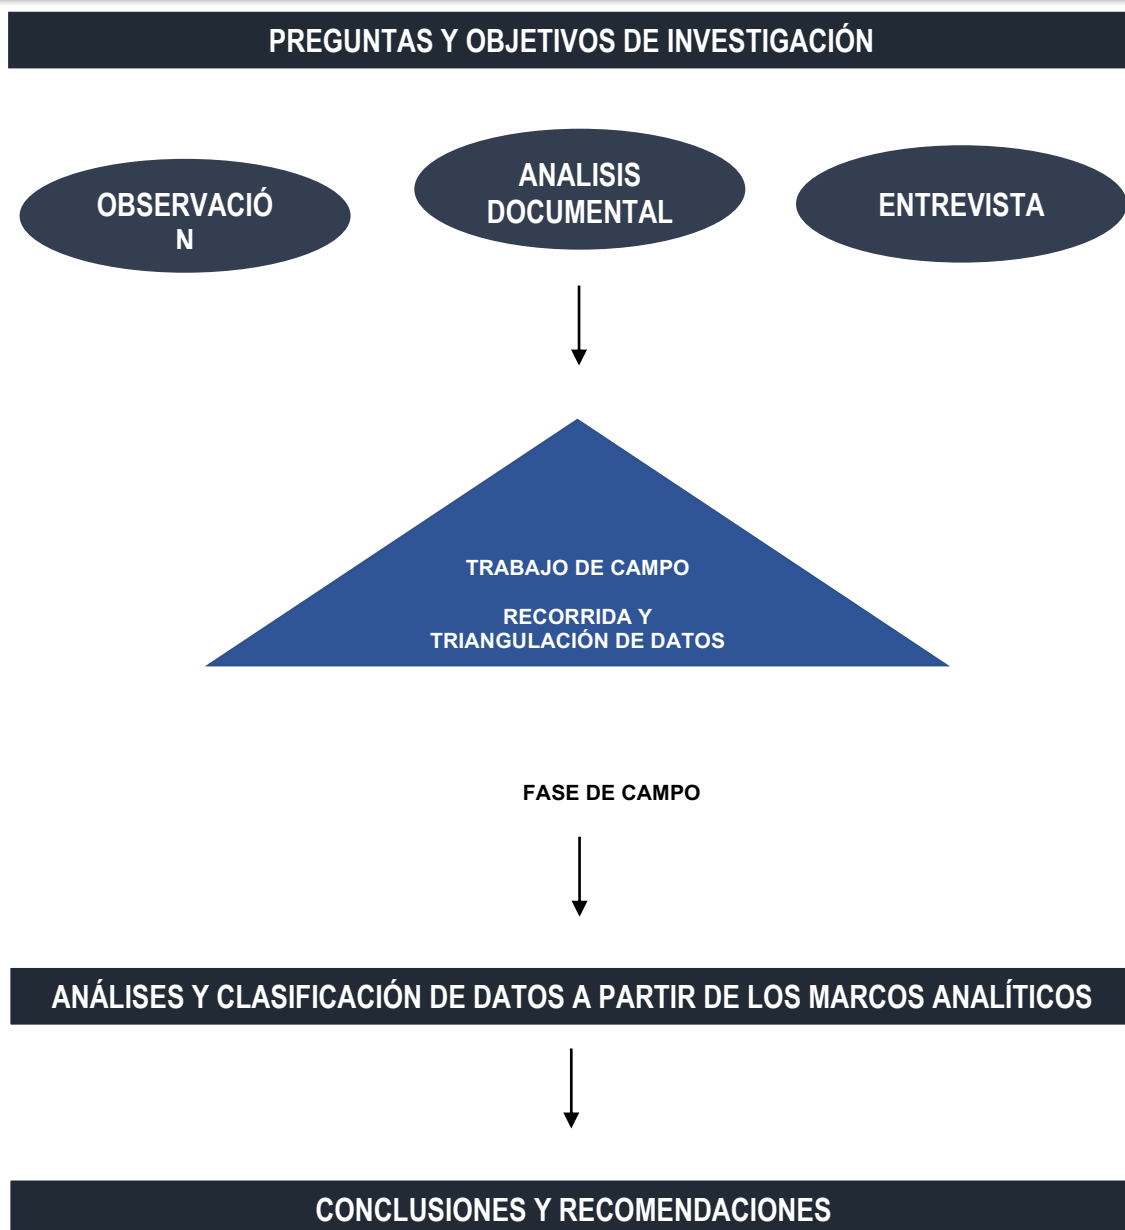 PREGUNTAS Y OBJETIVOS DE INVESTIGACIÓN
OBSERVACIÓ
N
ANALISIS
DOCUMENTAL
ENTREVISTA
TRABAJO DE CAMPO
RECORRIDA Y
TRIANGULACIÓN DE DATOS
FASE DE CAMPO
ANÁLISES Y CLASIFICACIÓN DE DATOS A PARTIR DE LOS MARCOS ANALÍTICOS
CONCLUSIONES Y RECOMENDACIONES